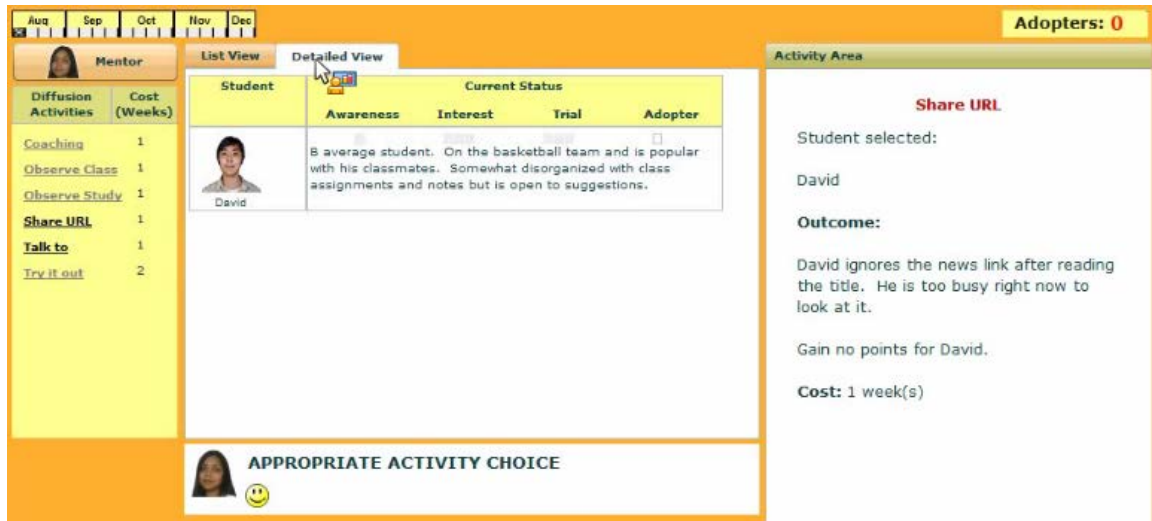 Aug Sep Oct Nov Dec
Adopters: 0
Mentor
Diffusion Activities Cost (Weeks)
Coaching 1
Observe Class 1
Observe Study 1
Share URL 1
Talk to 1
Try it out 2
List View Detailed View
Student Current Status
Awareness Interest Trial Adopter
David
B average student. On the basketball team and is popular
with his classmates. Somewhat disorganized with class
assignments and notes but is open to suggestions.
APPROPRIATE ACTIVITY CHOICE
Activity Area
Share URL
Student selected:
David
Outcome:
David ignores the news link after reading
the title. He is too busy right now to
look at it.
Gain no points for David.
Cost: 1 week(s)